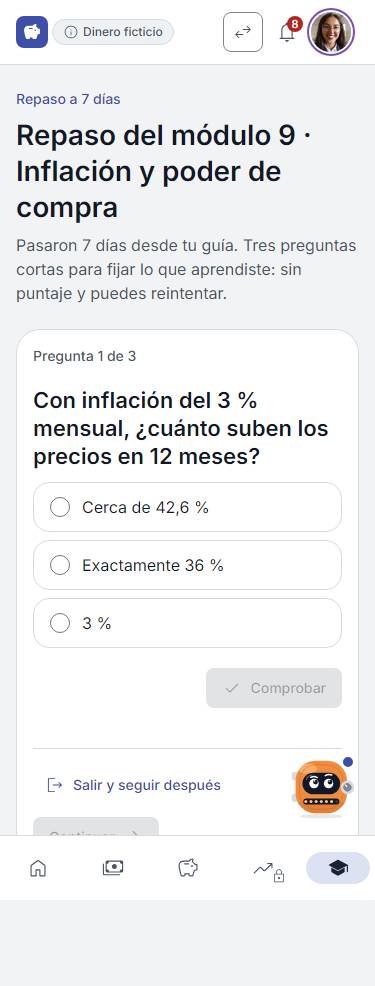 Dinero ficticio
8
Repaso a 7 días
Repaso del módulo 9 ·
Inflación y poder de
compra
Pasaron 7 días desde tu guía. Tres preguntas
cortas para fijar lo que aprendiste: sin
puntaje y puedes reintentar.
Pregunta 1 de 3
Con inflación del 3 %
mensual, ¿cuánto suben los
precios en 12 meses?
Cerca de 42,6 %
Exactamente 36 %
3 %
Comprobar
Salir y seguir después